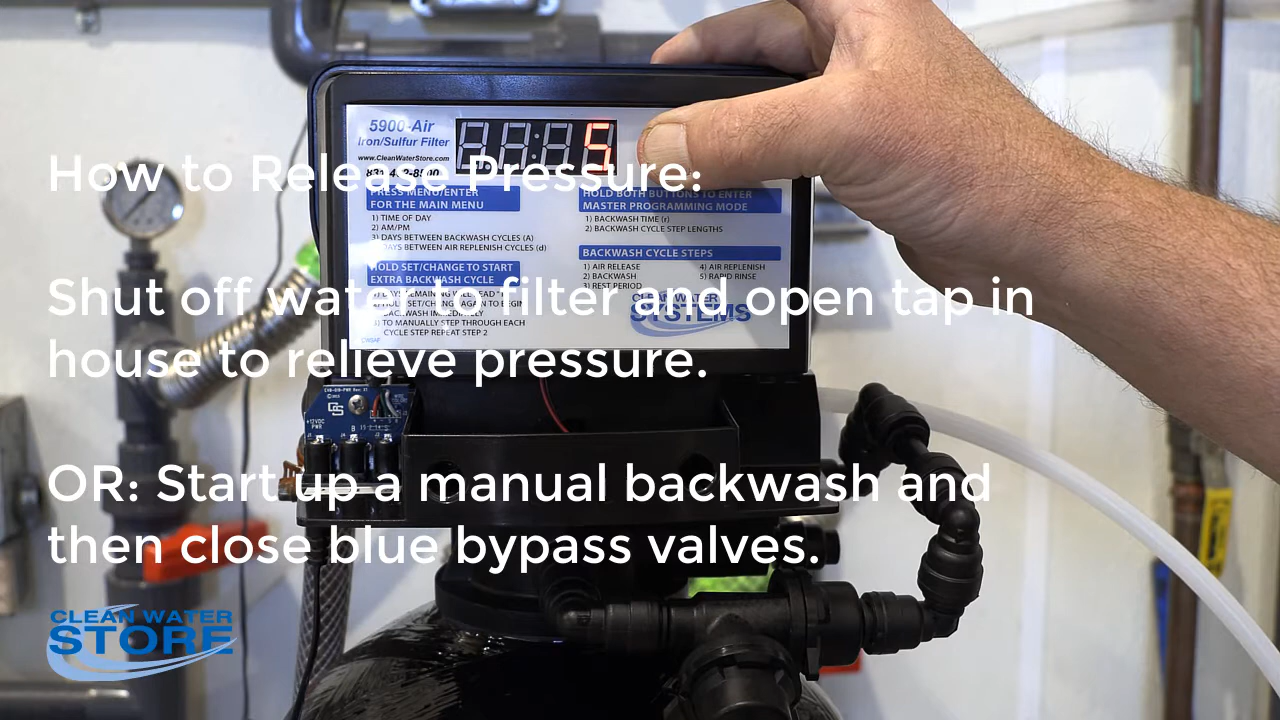 How to Release Pressure:
Shut off water to filter and open tap in
house to relieve pressure.
OR: Start up a manual backwash and
then close blue bypass valves.
CLEAN WATER
STORE
5900-Air
Iron/Sulfur Filter
www.CleanWaterStore.com
5
PRESS MENU/ENTER
FOR THE MAIN MENU
1) TIME OF DAY
2) AM/PM
3) DAYS BETWEEN BACKWASH CYCLES (A)
DAYS BETWEEN AIR REPLENISH CYCLES (d)
HOLD SET/CHANGE TO START
EXTRA BACKWASH CYCLE
BACKWASH IMMEDIATELY
TO MANUALLY STEP THROUGH EACH
CYCLE STEP REPEAT STEP 2
HOLD BOTH BUTTONS TO ENTER
MASTER PROGRAMMING MODE
1) BACKWASH TIME (r)
2) BACKWASH CYCLE STEP LENGTHS
BACKWASH CYCLE STEPS
1) AIR RELEASE
2) BACKWASH
3) REST PERIOD
4) AIR REPLENISH
5) RAPID RINSE
CLEAN WATER
SYSTEMS
+12VDC
PWR
B